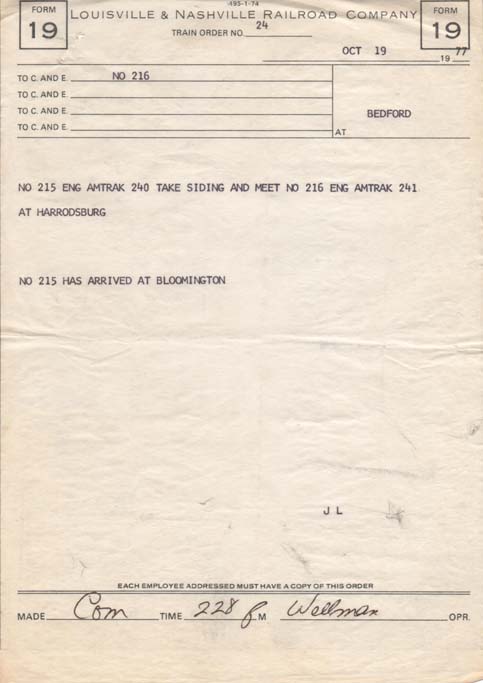 ·493-1-74
FORM 19 LOUISVILLE & NASHVILLE RAILROAD COMPANY FORM 19
TRAIN ORDER NO. 24
OCT 19 19 77
TO C. AND E. NO 216
TO C. AND E.
TO C. AND E. BEDFORD
TO C. AND E. AT
NO 215 ENG AMTRAK 240 TAKE SIDING AND MEET NO 216 ENG AMTRAK 241
AT HARRODSBURG
NO 215 HAS ARRIVED AT BLOOMINGTON
J L
EACH EMPLOYEE ADDRESSED MUST HAVE A COPY OF THIS ORDER
MADE Com TIME 228 P M Wellman OPR.